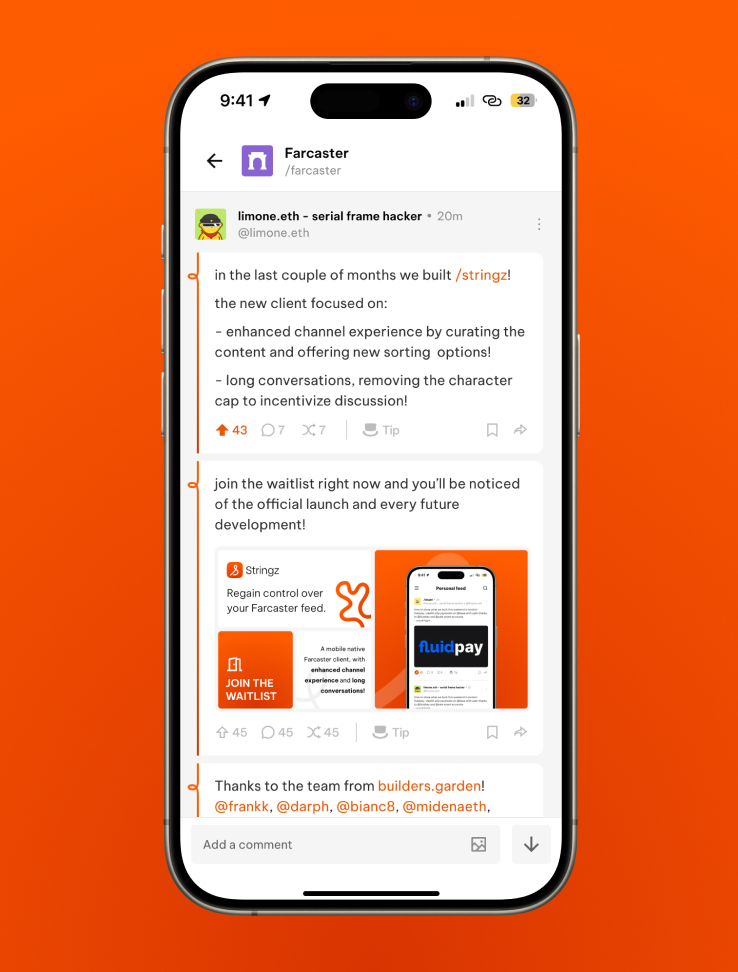 9:41
32
Farcaster
/farcaster
limone.eth - serial frame hacker • 20m
@limone.eth
in the last couple of months we built /stringz!
the new client focused on:
- enhanced channel experience by curating the
content and offering new sorting options!
- long conversations, removing the character
cap to incentivize discussion!
43 7 7 Tip
join the waitlist right now and you'll be noticed
of the official launch and every future
development!
Stringz
Regain control over
your Farcaster feed.
JOIN THE
WAITLIST
A mobile native
Farcaster client, with
enhanced channel
experience and long
conversations!
9:41
Personal feed
fluidpay
45 45 45 Tip
Thanks to the team from builders.garden!
@frankk, @darph, @bianc8, @midenaeth,
Add a comment